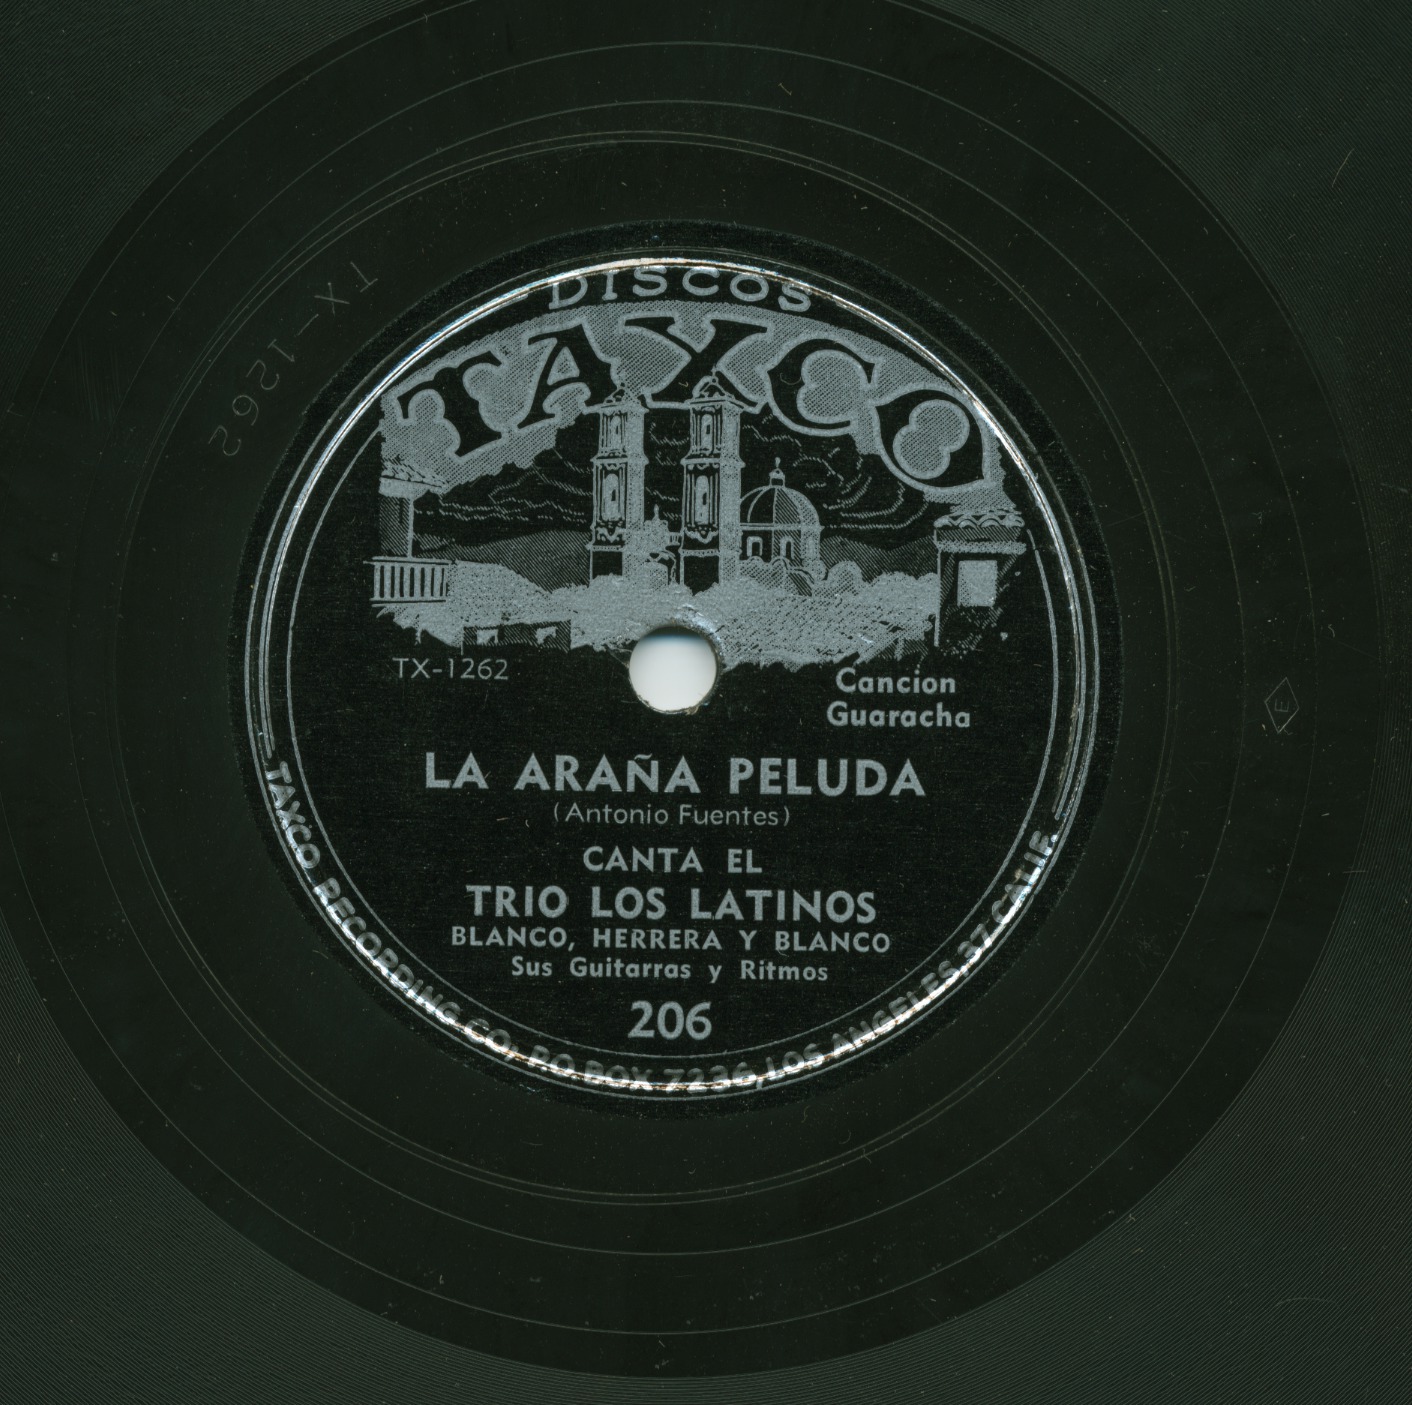 DISCOS
TAXCO
TX-1262
Cancion
Guaracha
LA ARAÑA PELUDA
(Antonio Fuentes)
CANTA EL
TRIO LOS LATINOS
BLANCO, HERRERA Y BLANCO
Sus Guitarras y Ritmos
206
TAXCO RECORDING CO., P.O. BOX 7236, LOS ANGELES, 37, CALIF.
TX-1262
E